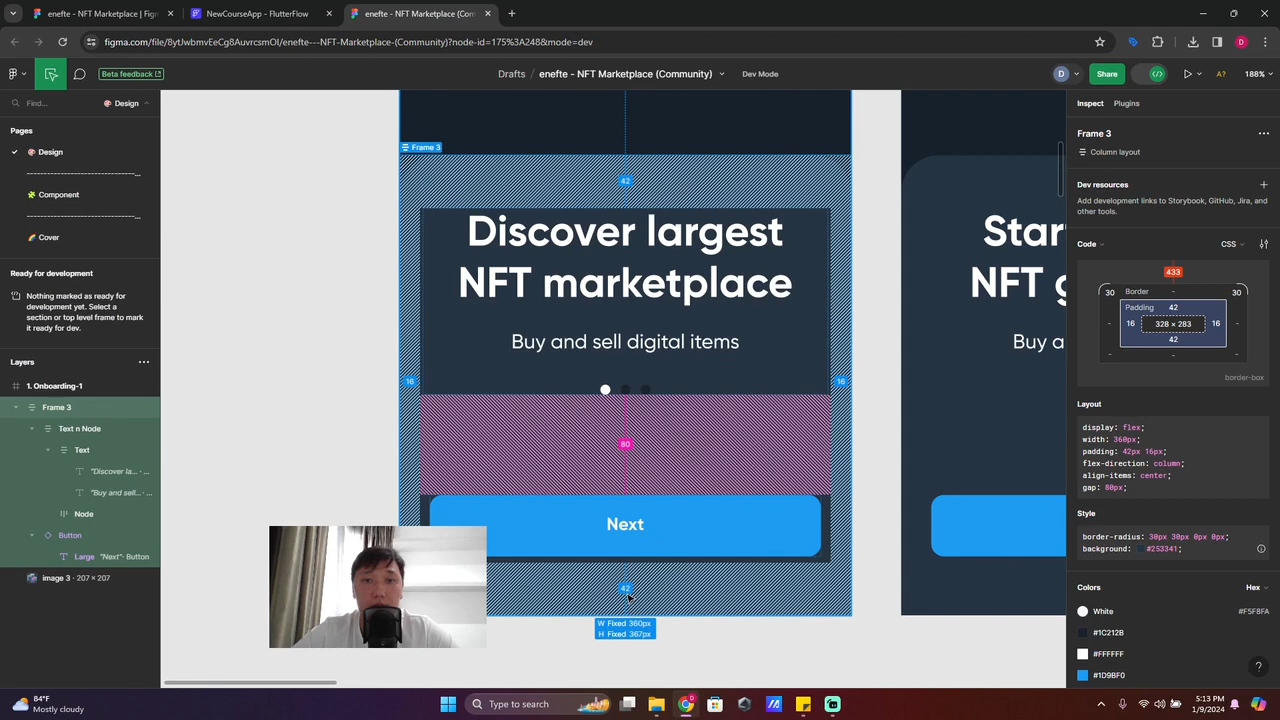 enefte - NFT Marketplace | Fig
NewCourseApp - FlutterFlow
enefte - NFT Marketplace (Com
figma.com/file/8ytJwbmvEeCg8AuvrcsmOI/enefte---NFT-Marketplace-(Community)?node-id=175%3A248&mode=dev
D
Beta feedback
Drafts / enefte - NFT Marketplace (Community)
Dev Mode
D
Share
A?
188%
Find...
Design
Inspect
Plugins
Pages
Design
Component
Cover
Ready for development
Nothing marked as ready for
development yet. Select a
section or top level frame to mark
it ready for dev.
Layers
1. Onboarding-1
Frame 3
Text n Node
Text
"Discover la... · ...
"Buy and sell... · ...
Node
Button
Large "Next" · Button
image 3 · 207 × 207
Frame 3
42
Discover largest
NFT marketplace
Buy and sell digital items
16
16
80
Next
42
W Fixed 360px
H Fixed 367px
Star
NFT g
Buy a
Frame 3
Column layout
Dev resources
Add development links to Storybook, GitHub, Jira, and
other tools.
Code
CSS
433
30
Border
-
30
Padding
42
-
16
328 × 283
16
-
42
-
border-box
Layout
display: flex;
width: 360px;
padding: 42px 16px;
flex-direction: column;
align-items: center;
gap: 80px;
Style
border-radius: 30px 30px 0px 0px;
background: #253341;
Colors
Hex
White
#F5F8FA
#1C212B
#FFFFFF
#1D9BF0
?
84°F
Mostly cloudy
Type to search
5:13 PM
1/9/2024